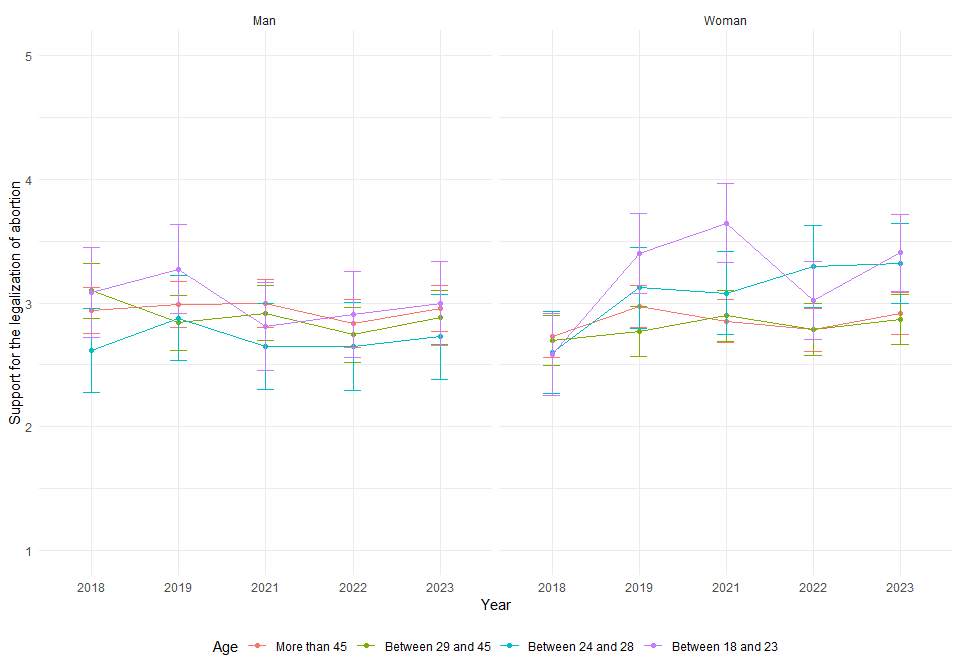 Man Woman
Support for the legalization of abortion
5
4
3
2
1
2018 2019 2021 2022 2023 2018 2019 2021 2022 2023
Year
Age More than 45 Between 29 and 45 Between 24 and 28 Between 18 and 23